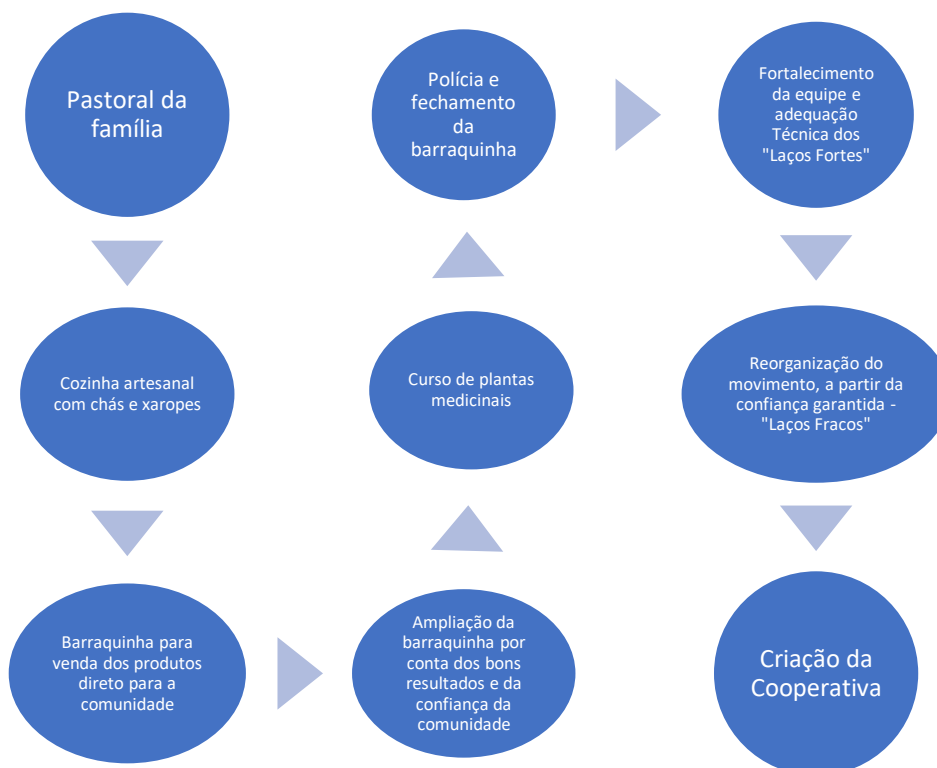 Pastoral da
família
Cozinha artesanal
com chás e xaropes
Barraquinha para
venda dos produtos
direto para a
comunidade
Ampliação da
barraquinha por
conta dos bons
resultados e da
confiança da
comunidade
Curso de plantas
medicinais
Polícia e
fechamento
da
barraquinha
Fortalecimento
da equipe e
adequação
Técnica dos
"Laços Fortes"
Reorganização do
movimento, a partir da
confiança garantida -
"Laços Fracos"
Criação da
Cooperativa